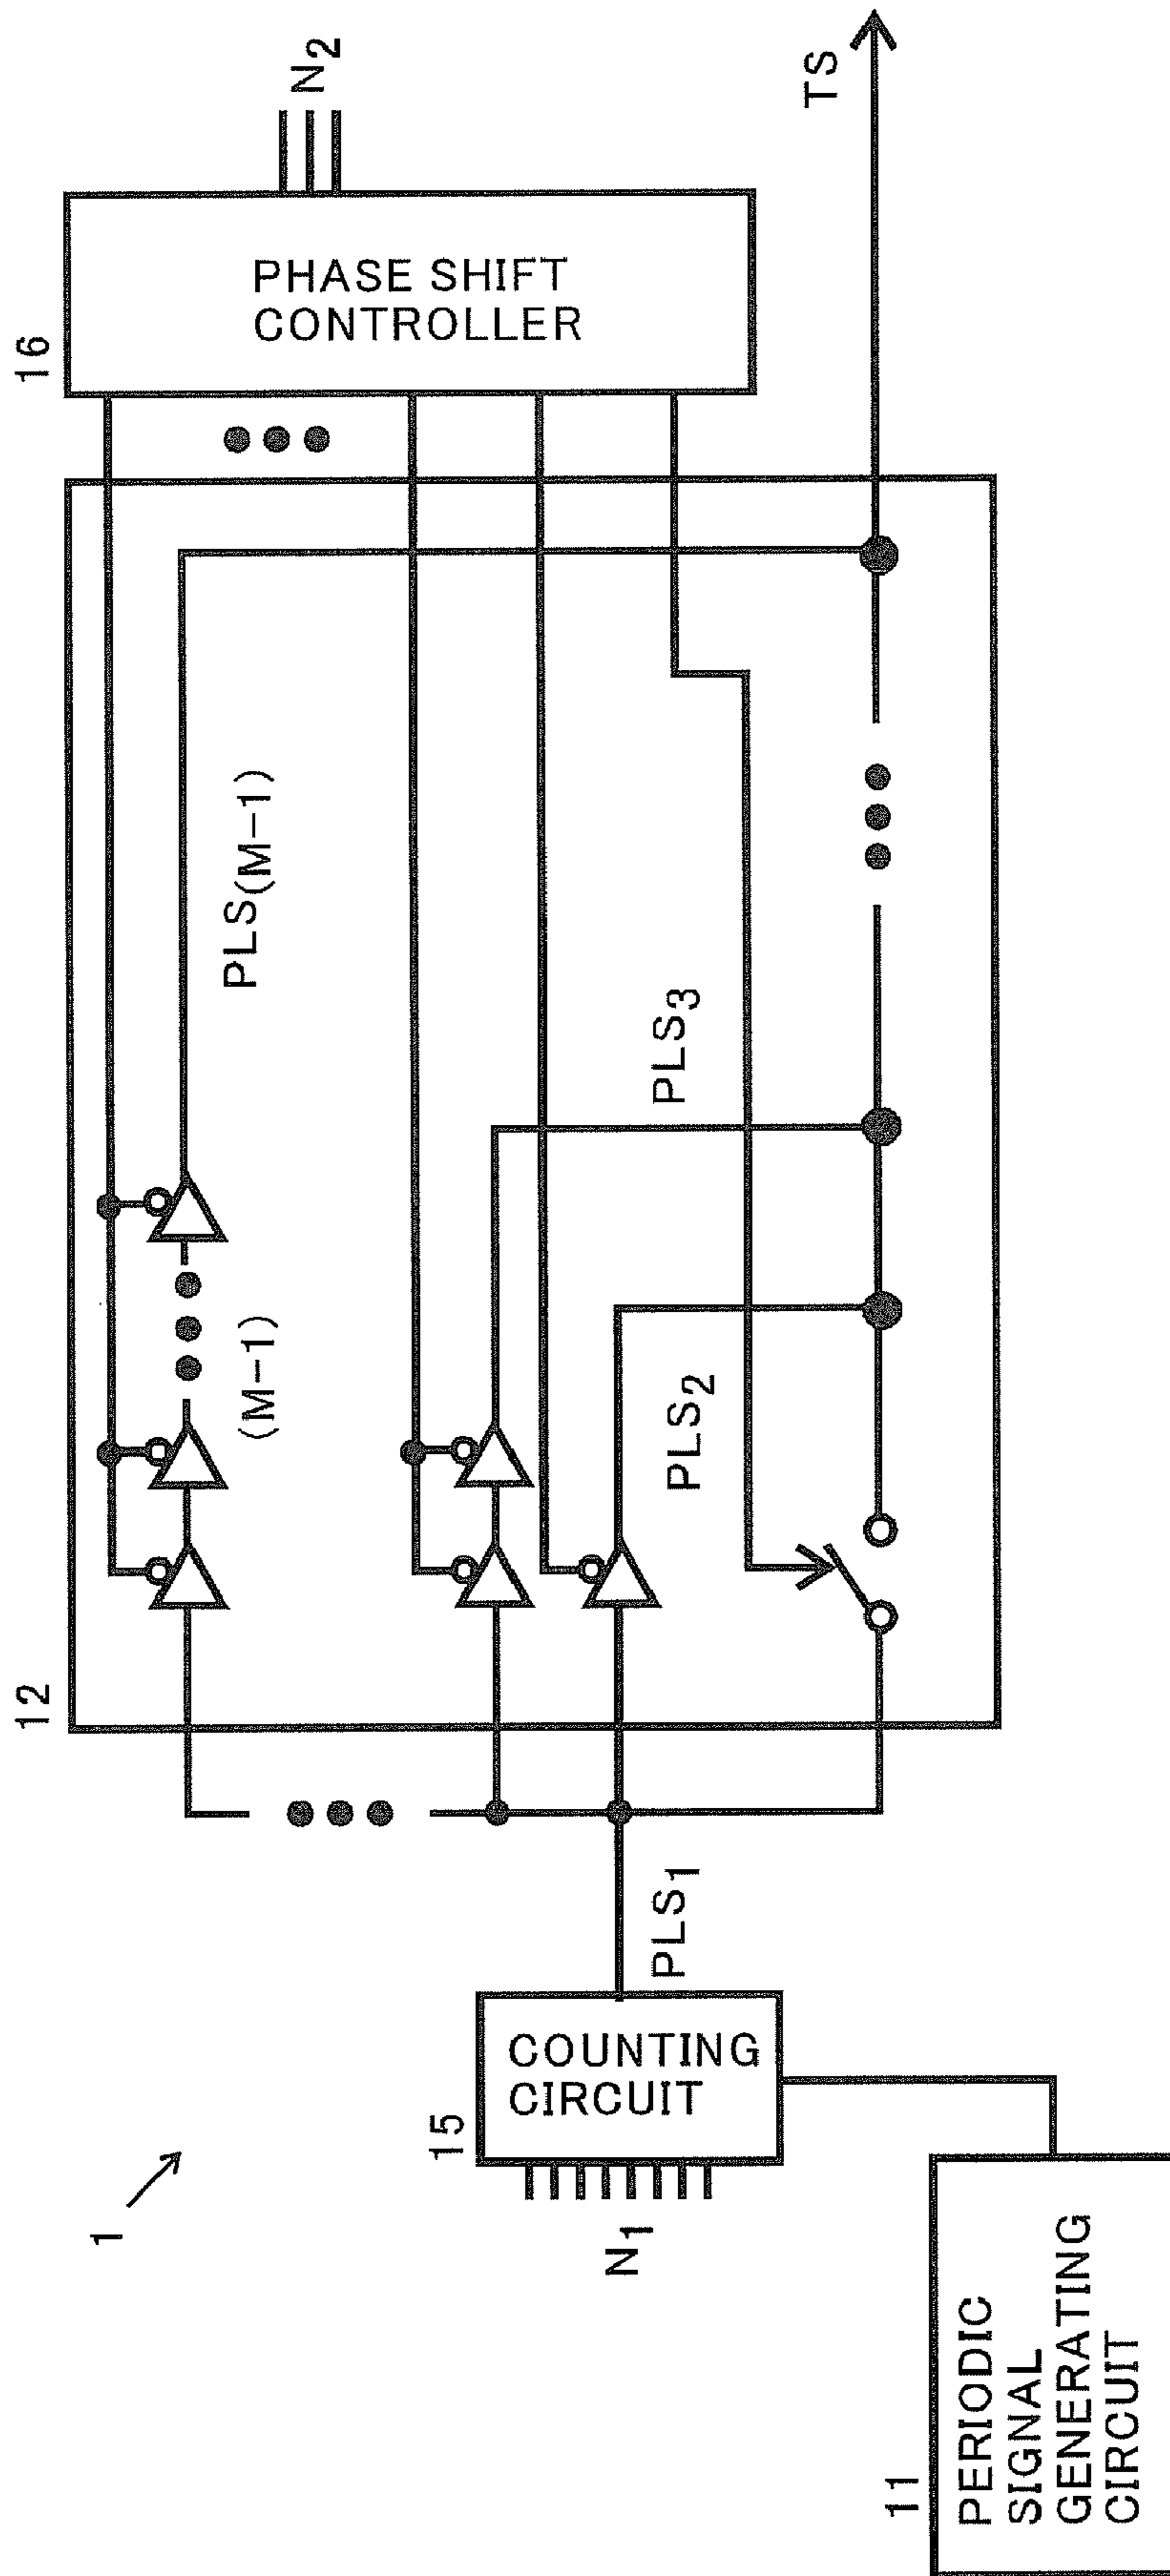 1
11
PERIODIC
SIGNAL
GENERATING
CIRCUIT
15
COUNTING
CIRCUIT
N1
PLS1
12
(M-1)
PLS(M-1)
PLS2
PLS3
16
PHASE SHIFT
CONTROLLER
N2
TS